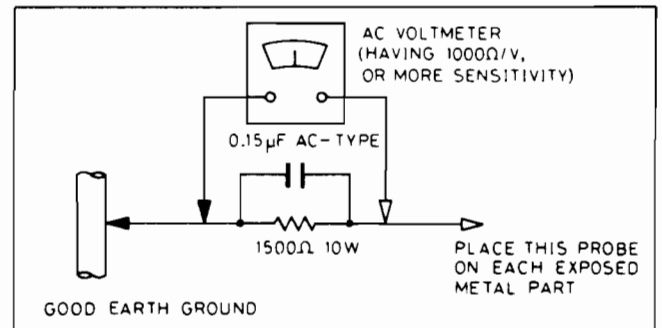 AC VOLTMETER
(HAVING 1000Ω/V,
OR MORE SENSITIVITY)
0.15µF AC-TYPE
1500Ω 10W
PLACE THIS PROBE
ON EACH EXPOSED
METAL PART
GOOD EARTH GROUND